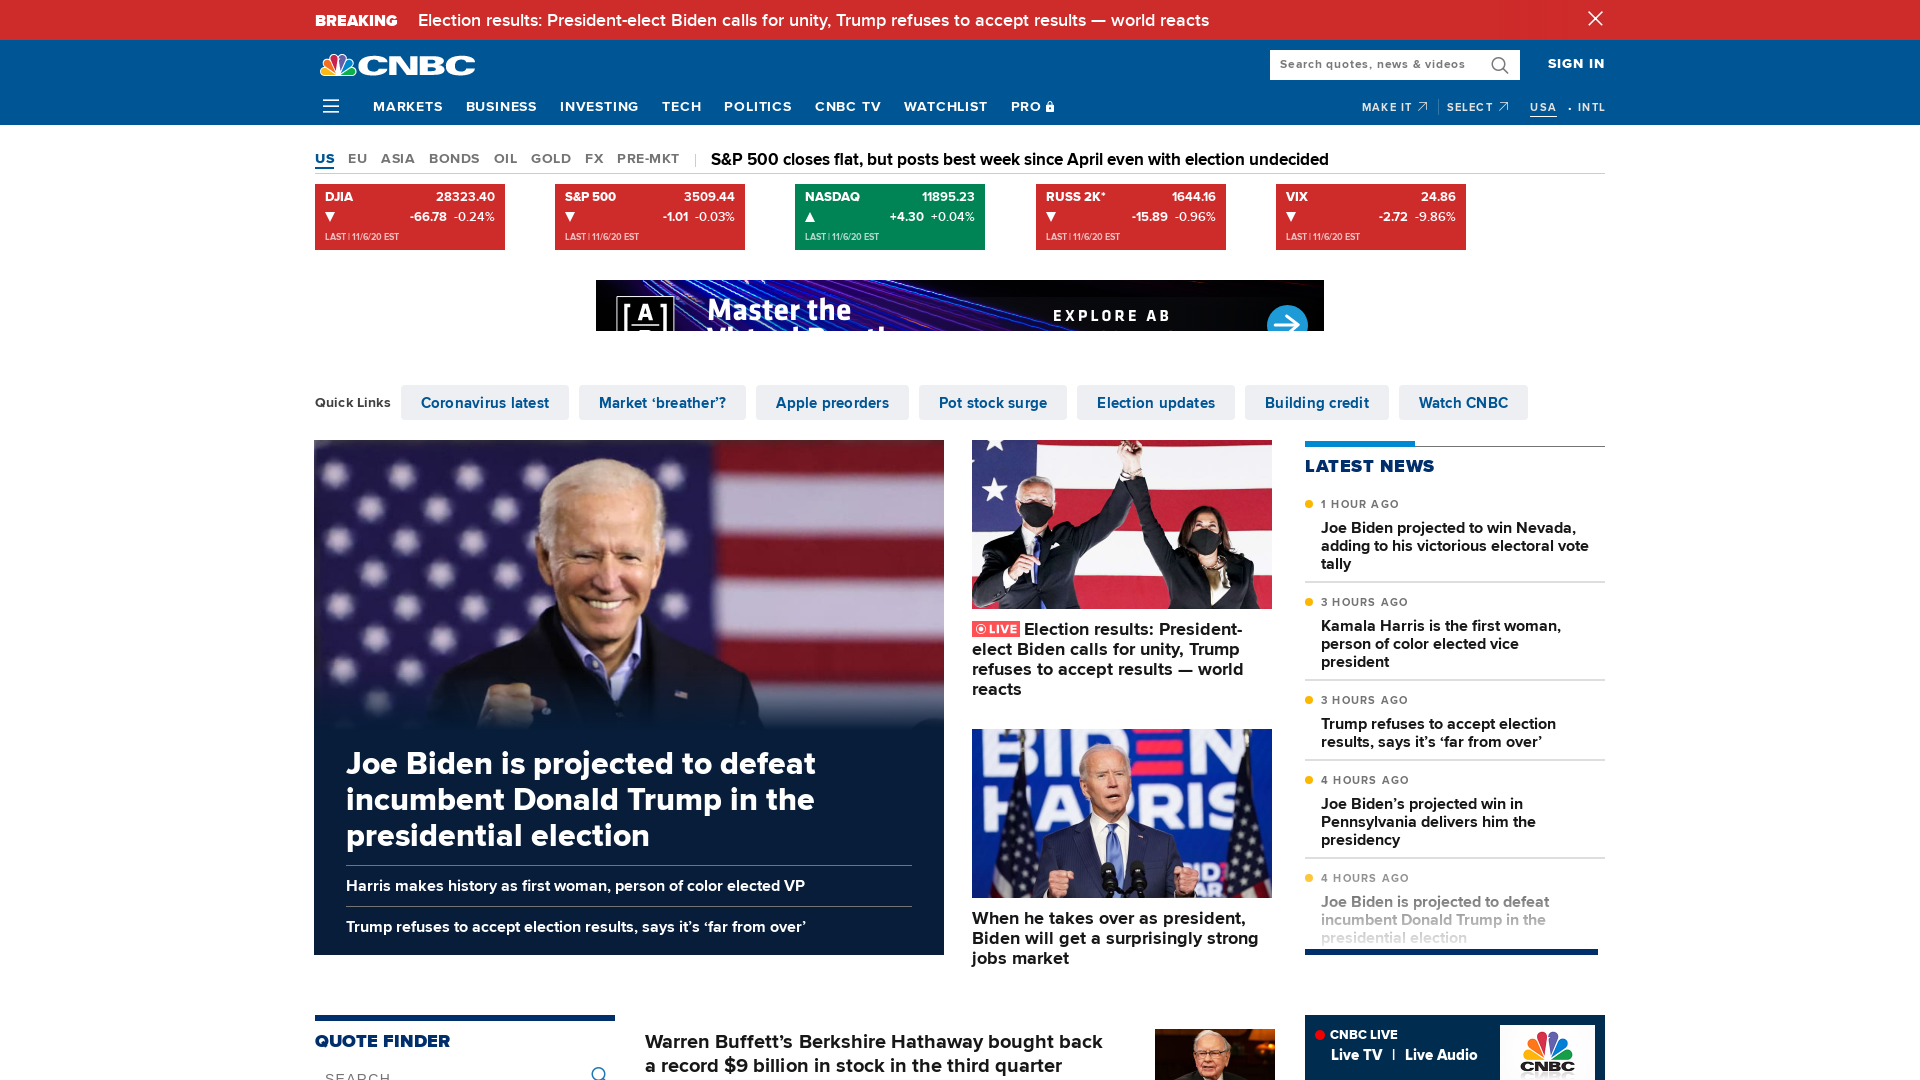 BREAKING Election results: President-elect Biden calls for unity, Trump refuses to accept results — world reacts
CNBC
Search quotes, news & videos
SIGN IN
MARKETS BUSINESS INVESTING TECH POLITICS CNBC TV WATCHLIST PRO
MAKE IT SELECT USA • INTL
US EU ASIA BONDS OIL GOLD FX PRE-MKT S&P 500 closes flat, but posts best week since April even with election undecided
DJIA 28323.40
-66.78 -0.24%
LAST | 11/6/20 EST
S&P 500 3509.44
-1.01 -0.03%
LAST | 11/6/20 EST
NASDAQ 11895.23
+4.30 +0.04%
LAST | 11/6/20 EST
RUSS 2K* 1644.16
-15.89 -0.96%
LAST | 11/6/20 EST
VIX 24.86
-2.72 -9.86%
LAST | 11/6/20 EST
[A
Master the
EXPLORE AB
Quick Links Coronavirus latest Market ‘breather’? Apple preorders Pot stock surge Election updates Building credit Watch CNBC
Joe Biden is projected to defeat
incumbent Donald Trump in the
presidential election
Harris makes history as first woman, person of color elected VP
Trump refuses to accept election results, says it’s ‘far from over’
LIVE Election results: President-
elect Biden calls for unity, Trump
refuses to accept results — world
reacts
BIDEN
HARRIS
When he takes over as president,
Biden will get a surprisingly strong
jobs market
LATEST NEWS
1 HOUR AGO
Joe Biden projected to win Nevada,
adding to his victorious electoral vote
tally
3 HOURS AGO
Kamala Harris is the first woman,
person of color elected vice
president
3 HOURS AGO
Trump refuses to accept election
results, says it’s ‘far from over’
4 HOURS AGO
Joe Biden’s projected win in
Pennsylvania delivers him the
presidency
4 HOURS AGO
Joe Biden is projected to defeat
incumbent Donald Trump in the
presidential election
QUOTE FINDER
SEARCH
Warren Buffett’s Berkshire Hathaway bought back
a record $9 billion in stock in the third quarter
CNBC LIVE
Live TV | Live Audio
CNBC